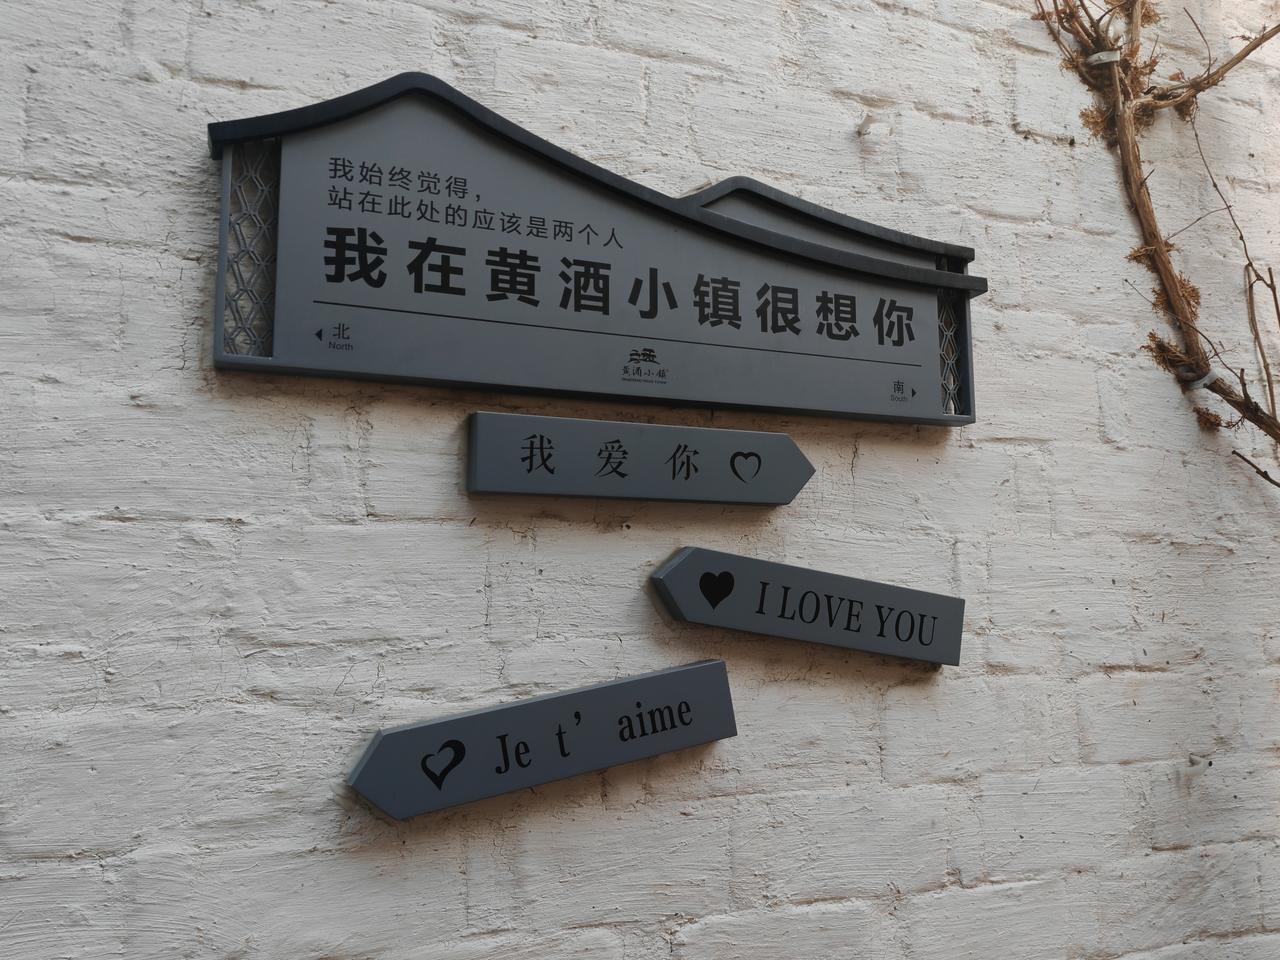 我始终觉得，
站在此处的应该是两个人
我在黄酒小镇很想你
北
North
黄酒小镇
南
South
我爱你
I LOVE YOU
Je t’ aime